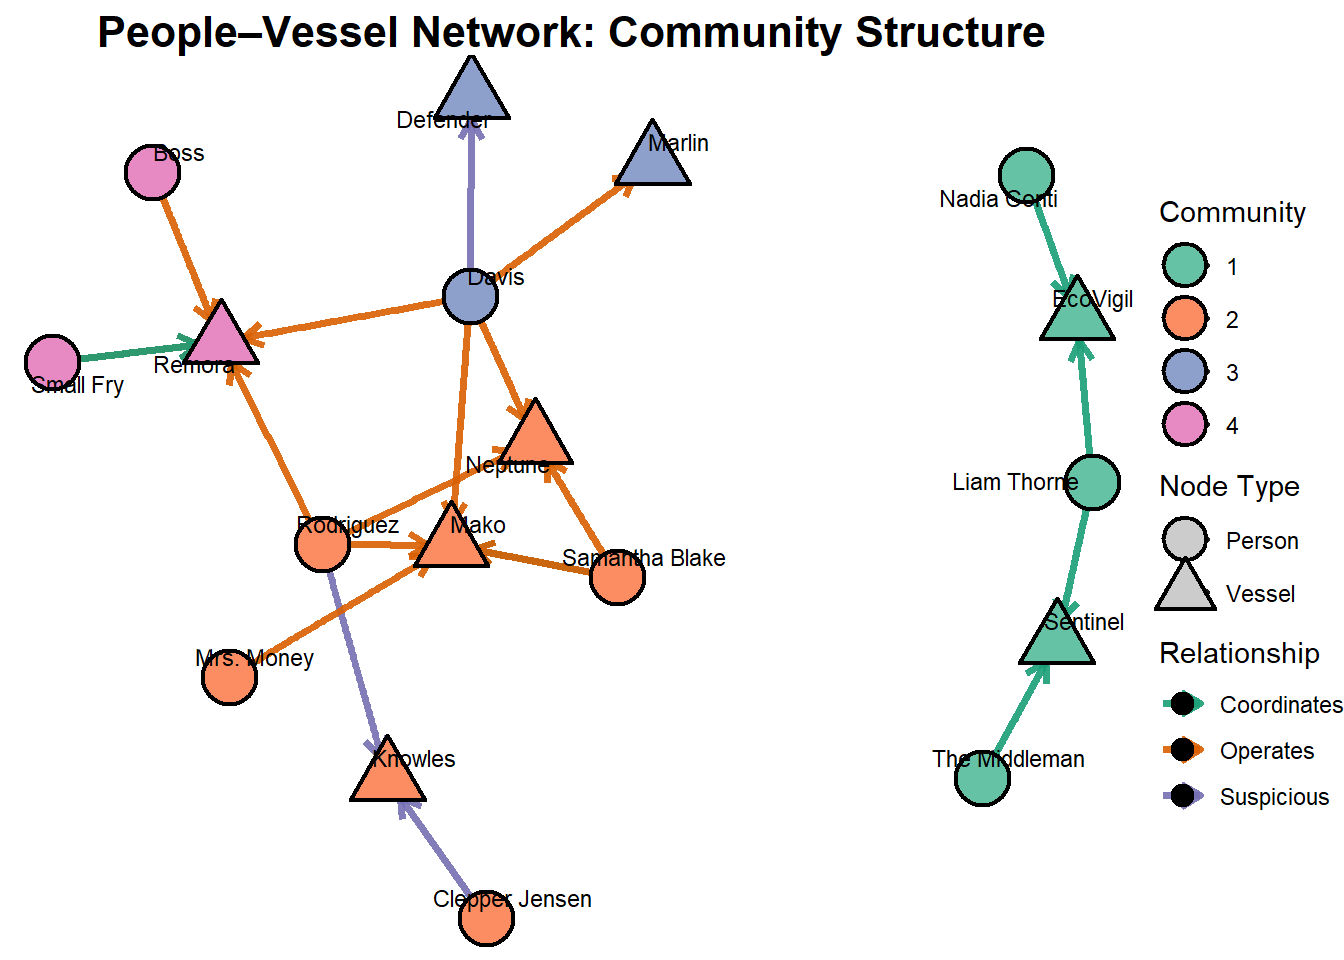 People–Vessel Network: Community Structure
Defender
Marlin
Boss
Nadia Conti
Davis
EcoVigil
Remora
Small Fry
Neptune
Liam Thorne
Rodriguez
Mako
Samantha Blake
Sentinel
Mrs. Money
Knowles
The Middleman
Clepper Jensen
Community
1
2
3
4
Node Type
Person
Vessel
Relationship
Coordinates
Operates
Suspicious